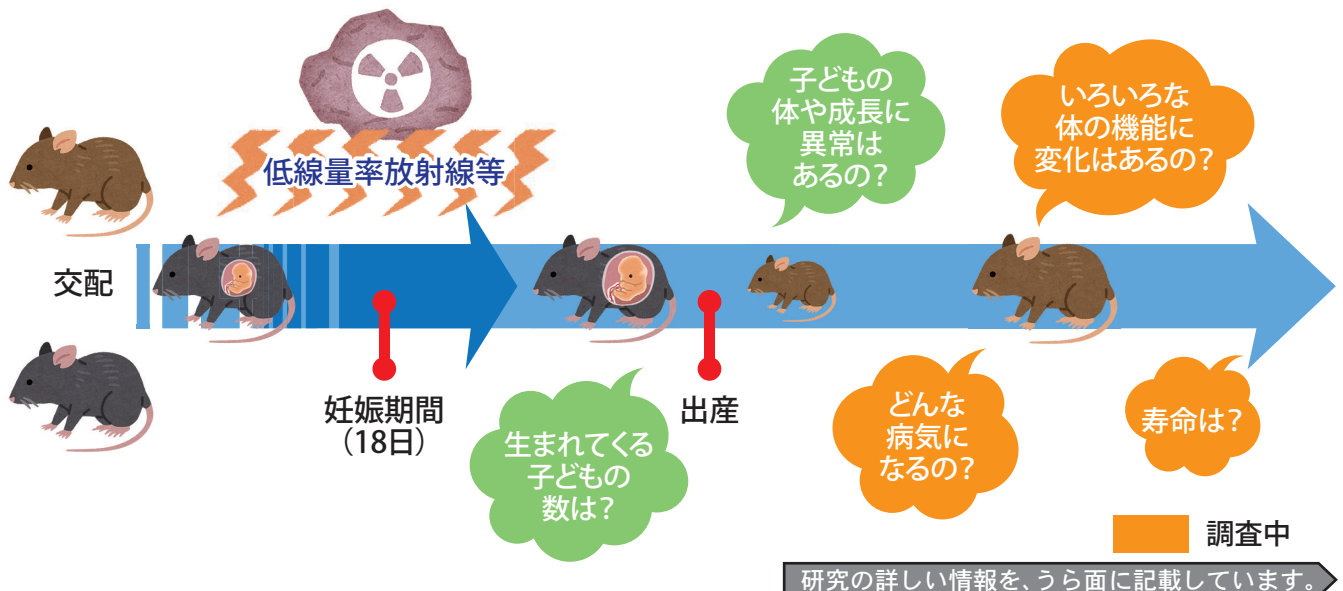 低線量率放射線等
子どもの
体や成長に
異常は
あるの？
いろいろな
体の機能に
変化はあるの？
交配
妊娠期間
（18日）
出産
生まれてくる
子どもの
数は？
どんな
病気に
なるの？
寿命は？
調査中
研究の詳しい情報を、うら面に記載しています。